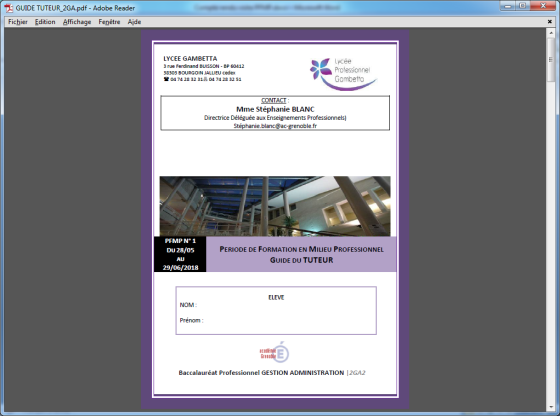 GUIDE TUTEUR_2GA.pdf - Adobe Reader
Fichier Edition Affichage Fenêtre Aide
LYCEE GAMBETTA
3 rue Ferdinand BUISSON - BP 60412
38303 BOURGOIN JALLIEU cedex
☎ 04 74 28 32 31 04 74 28 32 51
Lycée
Professionnel
Gambetta
CONTACT :
Mme Stéphanie BLANC
Directrice Déléguée aux Enseignements Professionnels)
Stéphanie.blanc@ac-grenoble.fr
PFMP N° 1
DU 28/05
AU
29/06/2018
PERIODE DE FORMATION EN MILIEU PROFESSIONNEL
GUIDE DU TUTEUR
ELEVE
NOM :
Prénom :
académie
Grenoble
Baccalauréat Professionnel GESTION ADMINISTRATION |2GA2